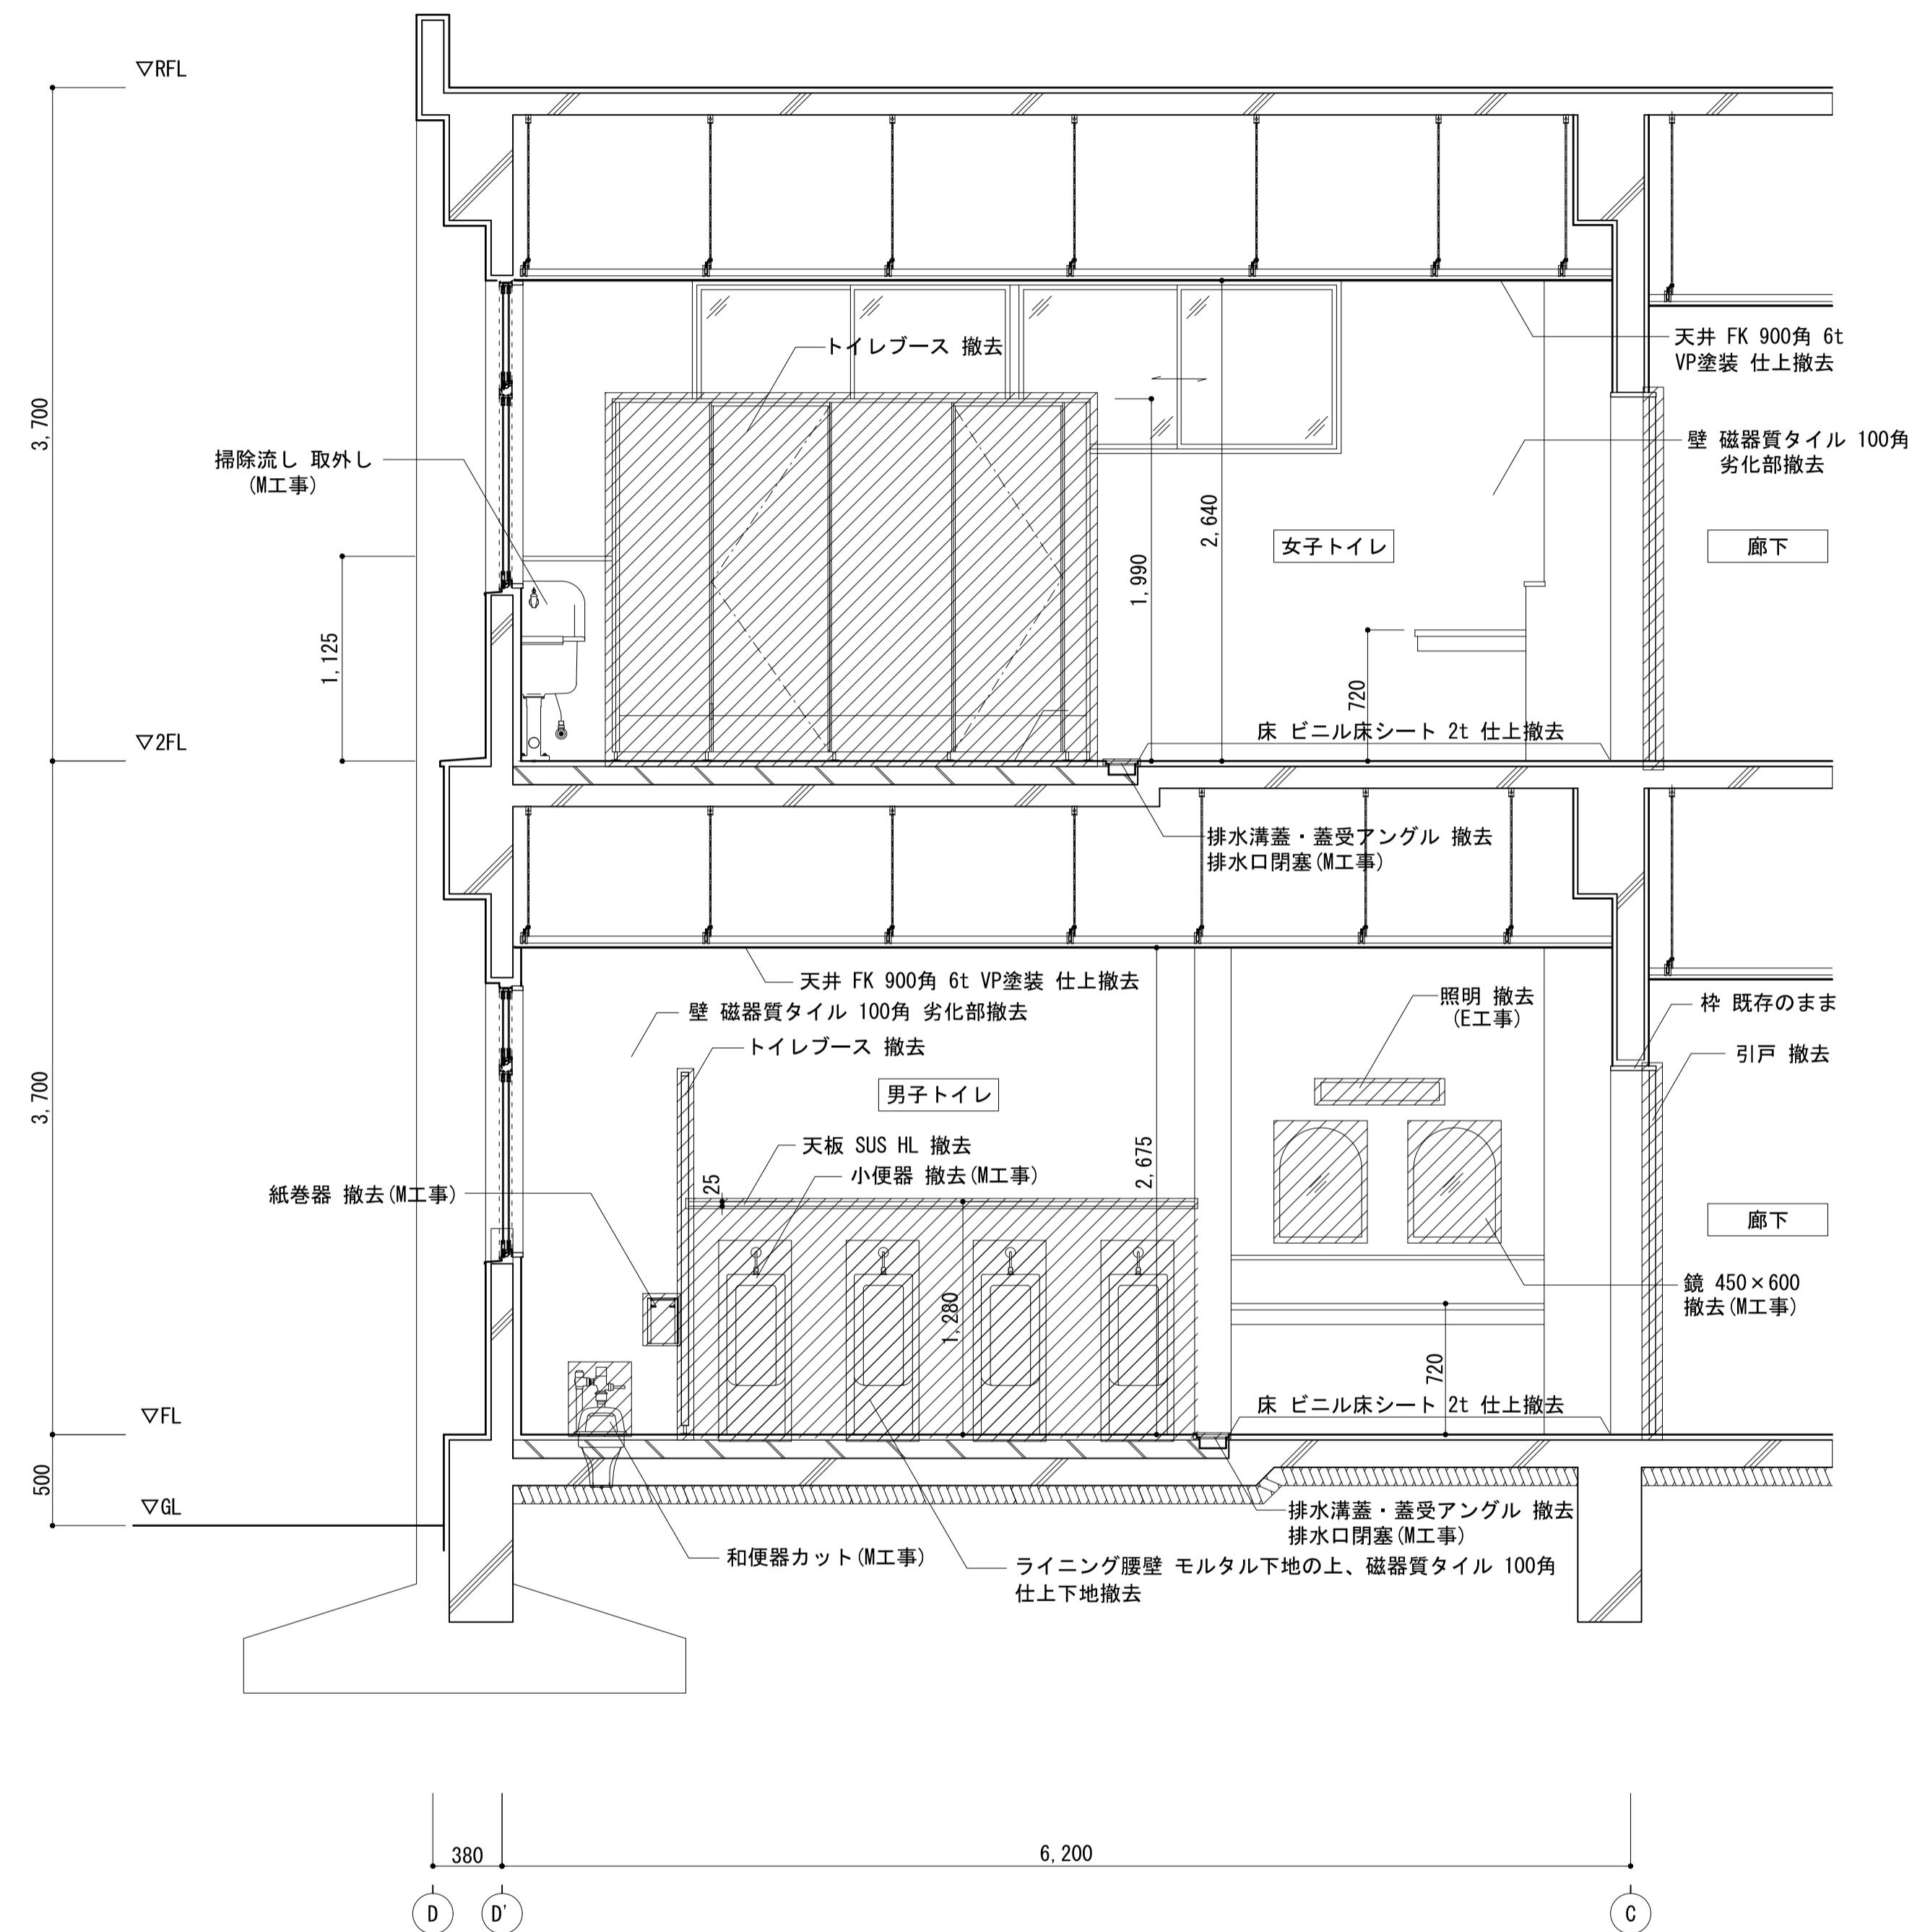 ▽RFL
3,700
トイレブース 撤去
天井 FK 900角 6t
VP塗装 仕上撤去
掃除流し 取外し
(M工事)
壁 磁器質タイル 100角
劣化部撤去
1,125
1,990
2,640
女子トイレ
廊下
720
床 ビニル床シート 2t 仕上撤去
▽2FL
排水溝蓋・蓋受アングル 撤去
排水口閉塞(M工事)
3,700
天井 FK 900角 6t VP塗装 仕上撤去
壁 磁器質タイル 100角 劣化部撤去
トイレブース 撤去
照明 撤去
(E工事)
枠 既存のまま
引戸 撤去
男子トイレ
天板 SUS HL 撤去
小便器 撤去(M工事)
25
2,675
紙巻器 撤去(M工事)
廊下
鏡 450×600
撤去(M工事)
1,280
720
床 ビニル床シート 2t 仕上撤去
▽FL
500
▽GL
排水溝蓋・蓋受アングル 撤去
排水口閉塞(M工事)
和便器カット(M工事)
ライニング腰壁 モルタル下地の上、磁器質タイル 100角
仕上下地撤去
380
6,200
D
D'
C